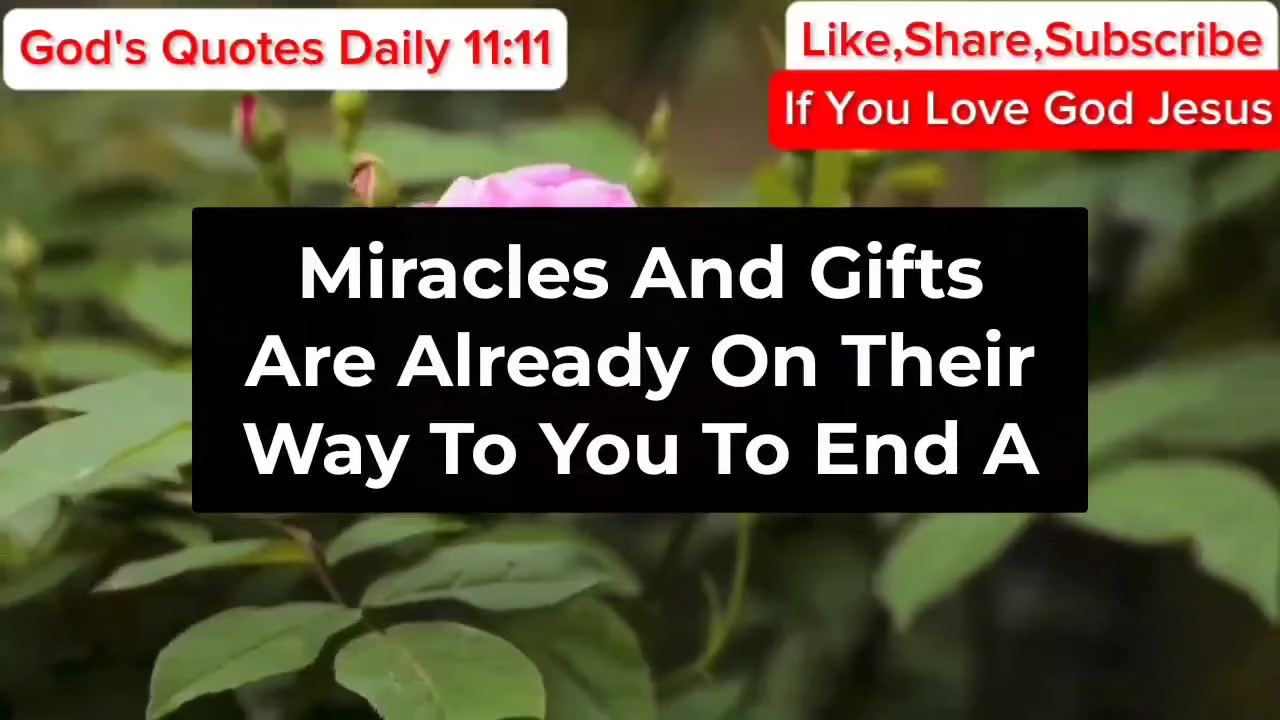 God's Quotes Daily 11:11
Like,Share,Subscribe
If You Love God Jesus
Miracles And Gifts
Are Already On Their
Way To You To End A